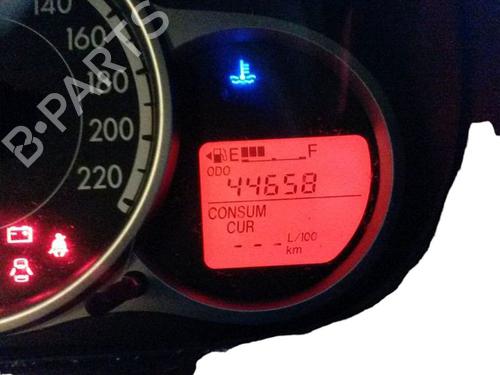 140
160
180
200
220
B-PARTS
E F
ODO
44658
CONSUM
CUR
--- L/100
km